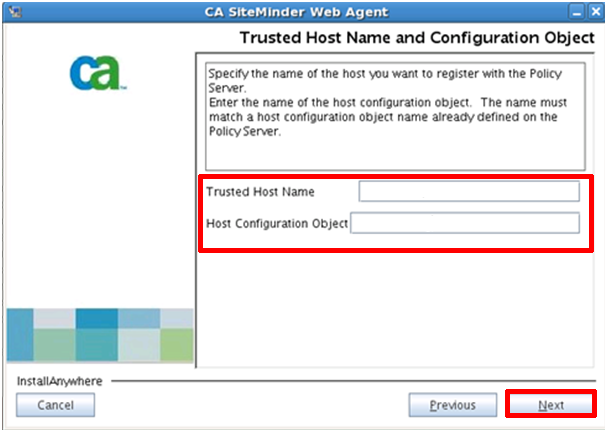 CA SiteMinder Web Agent
Trusted Host Name and Configuration Object
ca
Specify the name of the host you want to register with the Policy
Server.
Enter the name of the host configuration object.  The name must
match a host configuration object name already defined on the
Policy Server.
Trusted Host Name
Host Configuration Object
InstallAnywhere
Cancel
Previous
Next